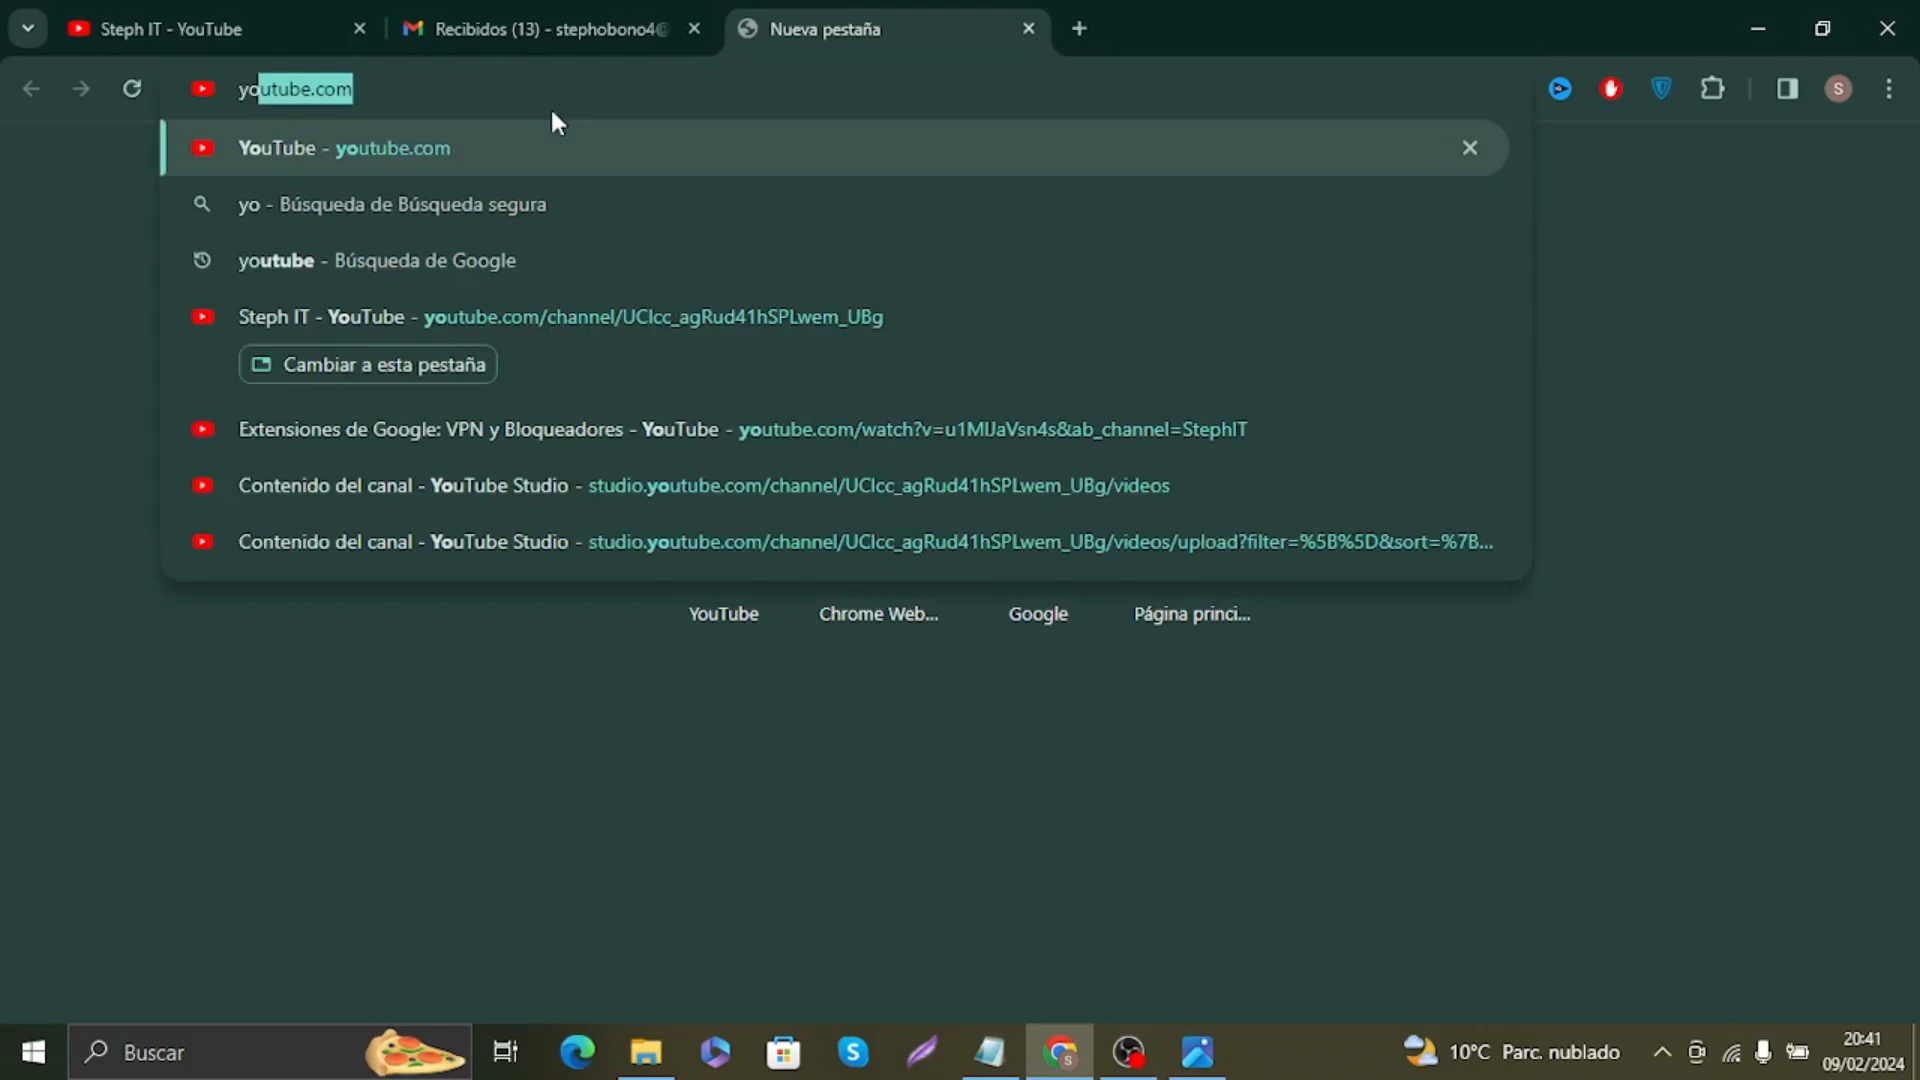 Steph IT - YouTube
Recibidos (13) - stephobono4@
Nueva pestaña
youtube.com
S
YouTube - youtube.com
yo - Búsqueda de Búsqueda segura
youtube - Búsqueda de Google
Steph IT - YouTube - youtube.com/channel/UCIcc_agRud41hSPLwem_UBg
Cambiar a esta pestaña
Extensiones de Google: VPN y Bloqueadores - YouTube - youtube.com/watch?v=u1MIJaVsn4s&ab_channel=StephIT
Contenido del canal - YouTube Studio - studio.youtube.com/channel/UCIcc_agRud41hSPLwem_UBg/videos
Contenido del canal - YouTube Studio - studio.youtube.com/channel/UCIcc_agRud41hSPLwem_UBg/videos/upload?filter=%5B%5D&sort=%7B...
YouTube
Chrome Web...
Google
Página princi...
Buscar
10°C Parc. nublado
20:41
09/02/2024